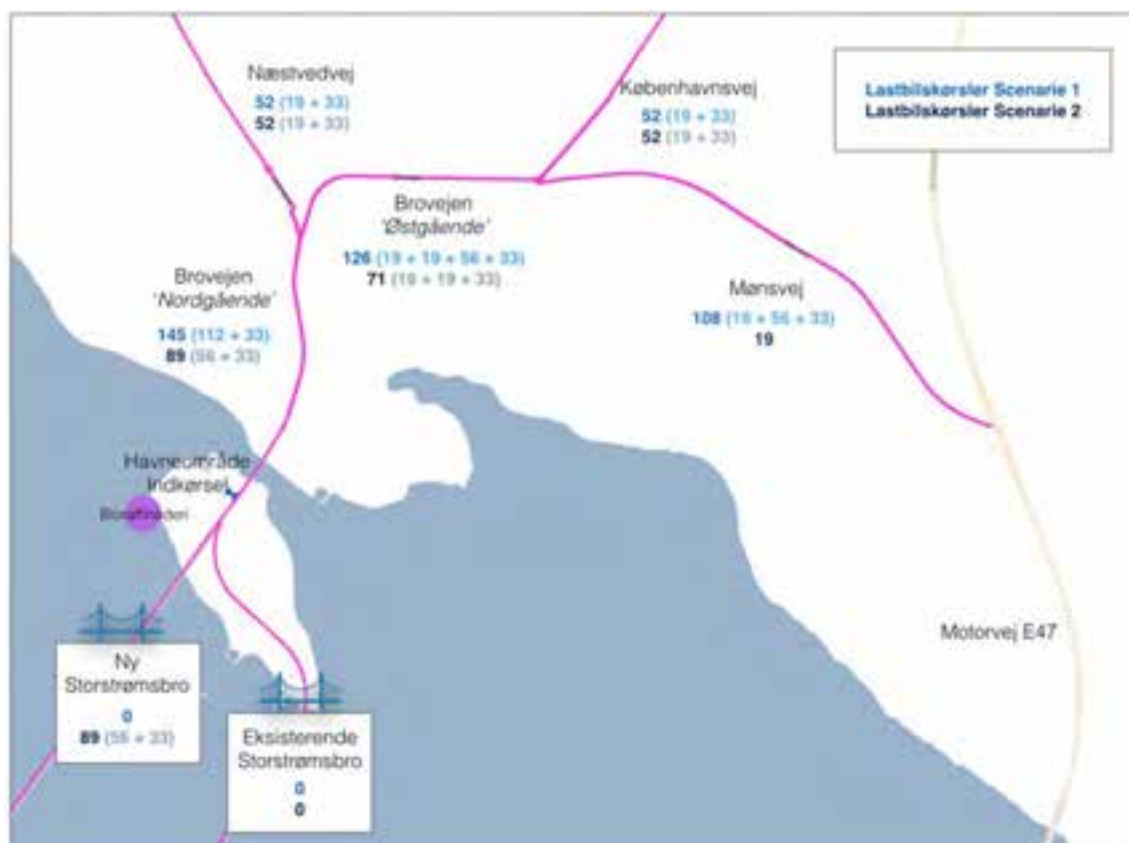 Næstvedvej
52 (19 + 33)
52 (19 + 33)
Københavnsvej
52 (19 + 33)
52 (19 + 33)
Lastbilskørsler Scenarie 1
Lastbilskørsler Scenarie 2
Brovejen
'Østgående'
126 (19 + 19 + 56 + 33)
71 (19 + 19 + 33)
Brovejen
'Nordgående'
145 (112 + 33)
89 (56 + 33)
Mønsvej
108 (19 + 56 + 33)
19
Havneområde
Indkørsel
Bioraffinaderi
Motorvej E47
Ny
Storstrømsbro
0
89 (56 + 33)
Eksisterende
Storstrømsbro
0
0